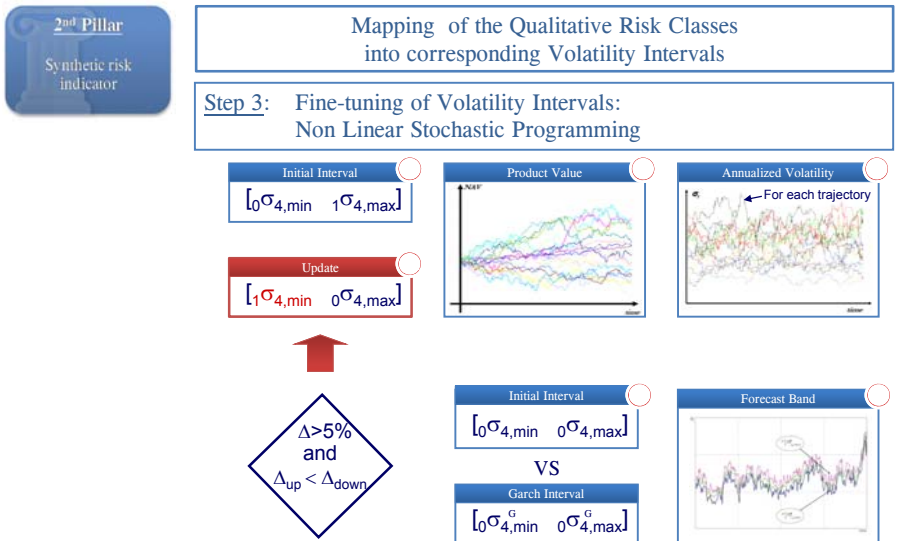 2nd Pillar
Synthetic risk
indicator
Mapping of the Qualitative Risk Classes
into corresponding Volatility Intervals
Step 3: Fine-tuning of Volatility Intervals:
Non Linear Stochastic Programming
Initial Interval
[0σ4,min 1σ4,max]
Product Value
NAV
time
Annualized Volatility
σt
For each trajectory
time
Update
[1σ4,min 0σ4,max]
Δ>5%
and
Δup < Δdown
Initial Interval
[0σ4,min 0σ4,max]
VS
Garch Interval
[0σG4,min 0σG4,max]
Forecast Band